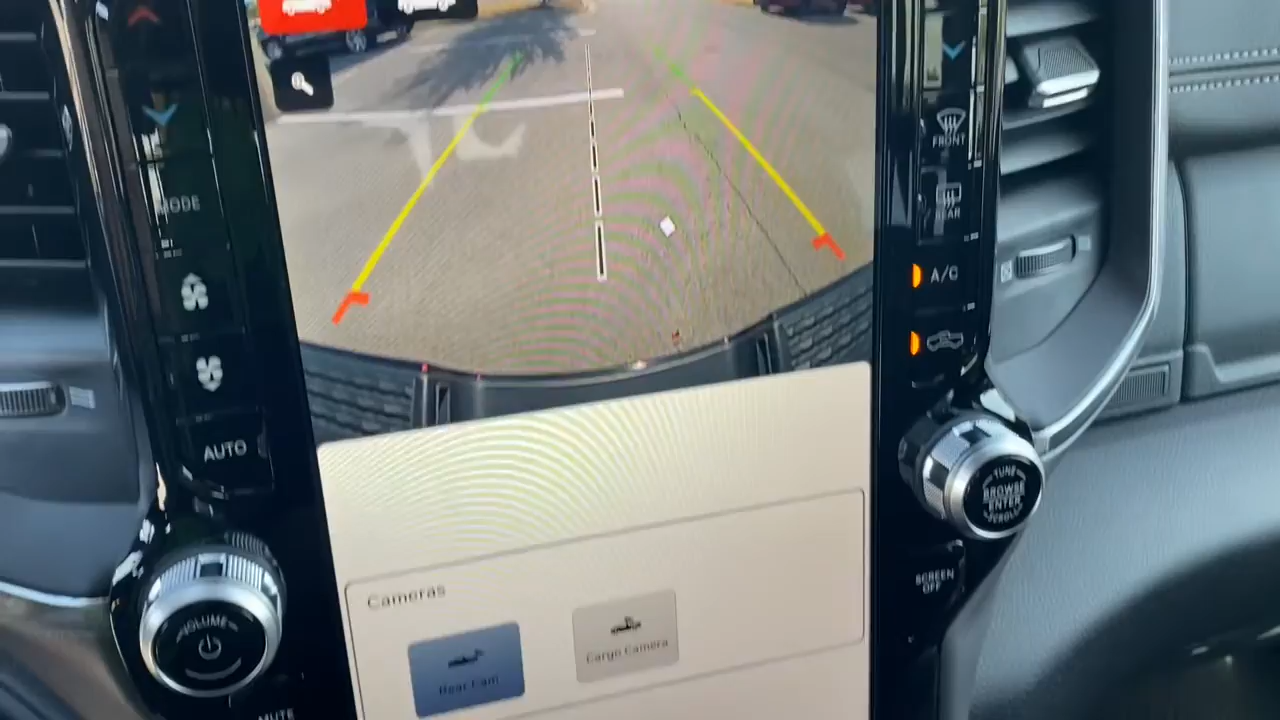 MODE
AUTO
VOLUME
MUTE
Cameras
Rear Cam
Cargo Camera
FRONT
REAR
A/C
TUNE
BROWSE
ENTER
SCROLL
SCREEN
OFF